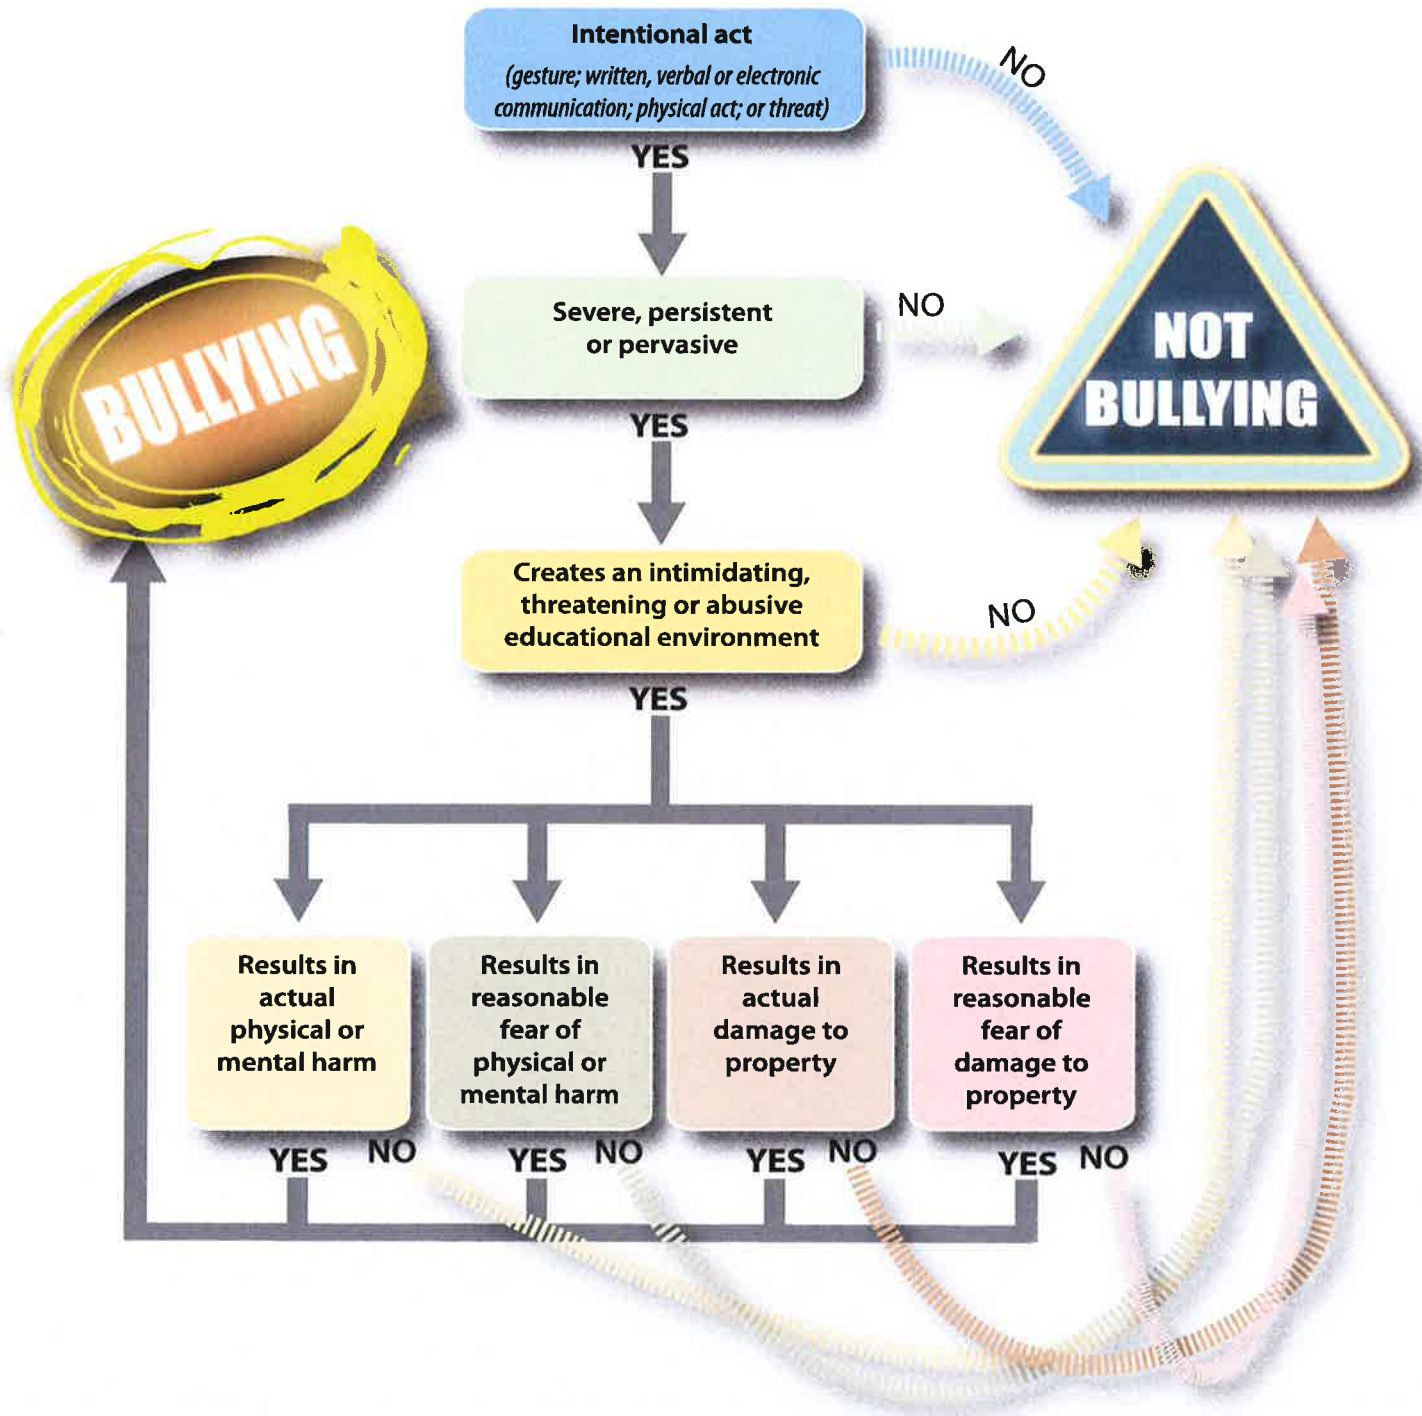 Intentional act
(gesture; written, verbal or electronic
communication; physical act; or threat)
NO
YES
BULLYING
Severe, persistent
or pervasive
NO
NOT
BULLYING
YES
Creates an intimidating,
threatening or abusive
educational environment
NO
YES
Results in
actual
physical or
mental harm
YES NO
Results in
reasonable
fear of
physical or
mental harm
YES NO
Results in
actual
damage to
property
YES NO
Results in
reasonable
fear of
damage to
property
YES NO